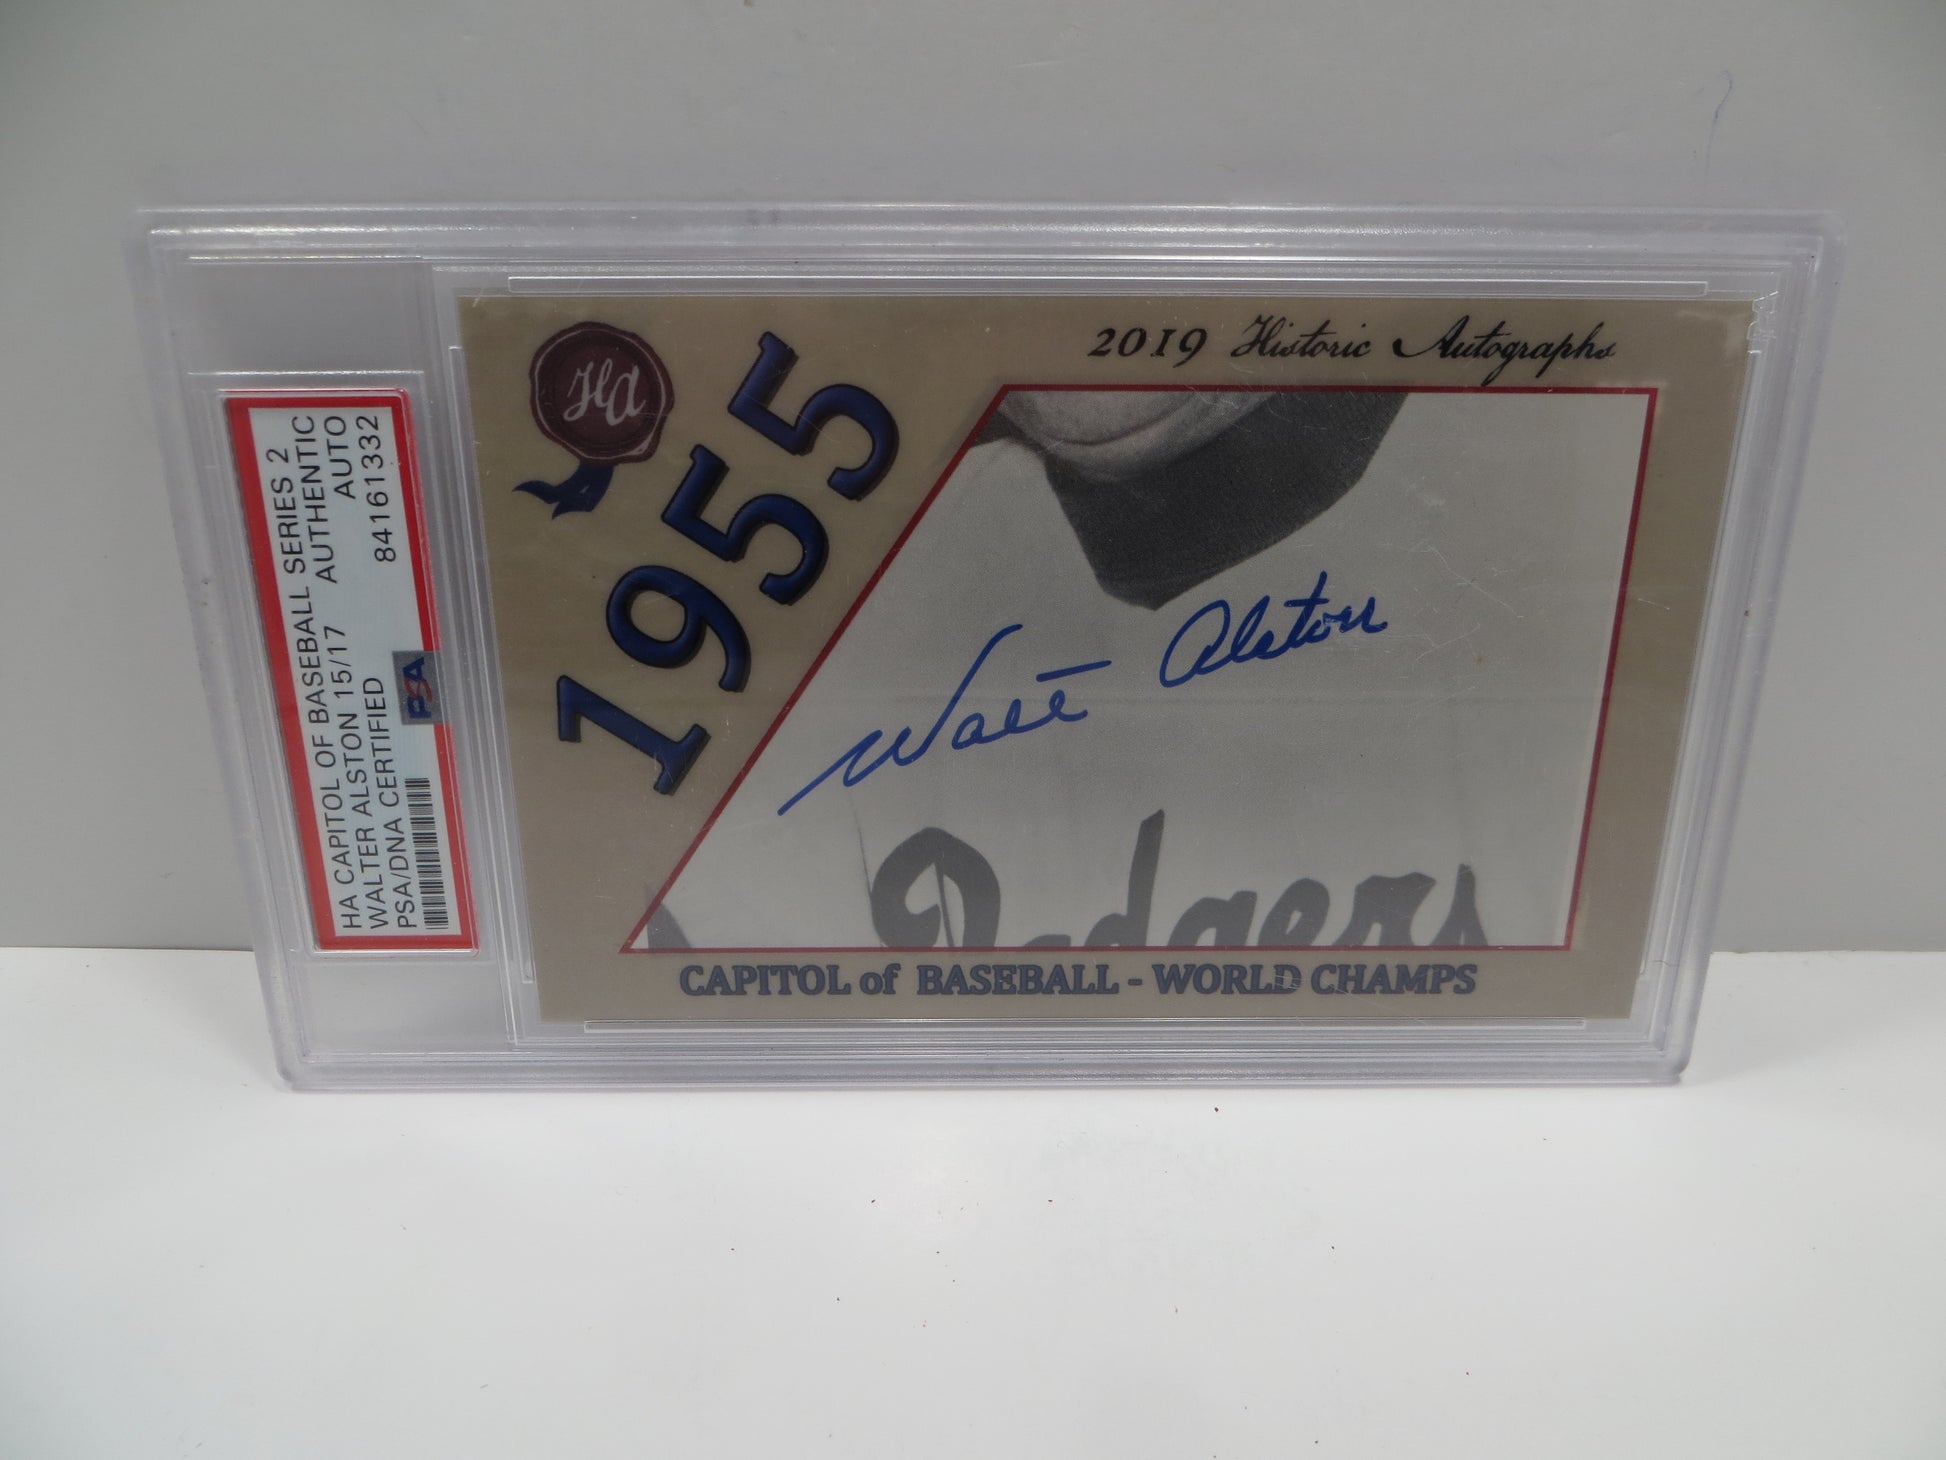 HA CAPITOL OF BASEBALL SERIES 2
WALTER ALSTON 15/17 AUTHENTIC
PSA/DNA CERTIFIED AUTO
84161332
PSA
HA
1955
2019 Historic Autographs
Walt Alston
Dodgers
CAPITOL of BASEBALL - WORLD CHAMPS